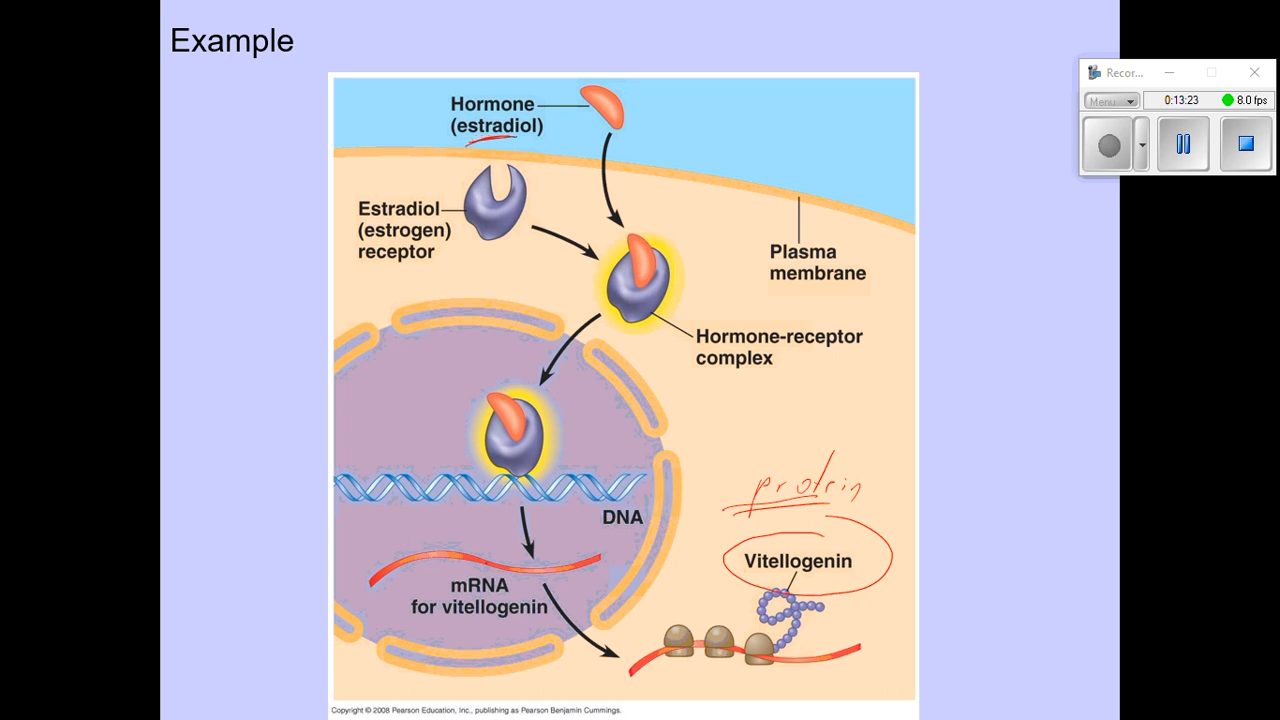 Example
Recor...
Menu
0:13:23
8.0 fps
Hormone
(estradiol)
Estradiol
(estrogen)
receptor
Plasma
membrane
Hormone-receptor
complex
protein
DNA
Vitellogenin
mRNA
for vitellogenin
Copyright © 2008 Pearson Education, Inc., publishing as Pearson Benjamin Cummings.